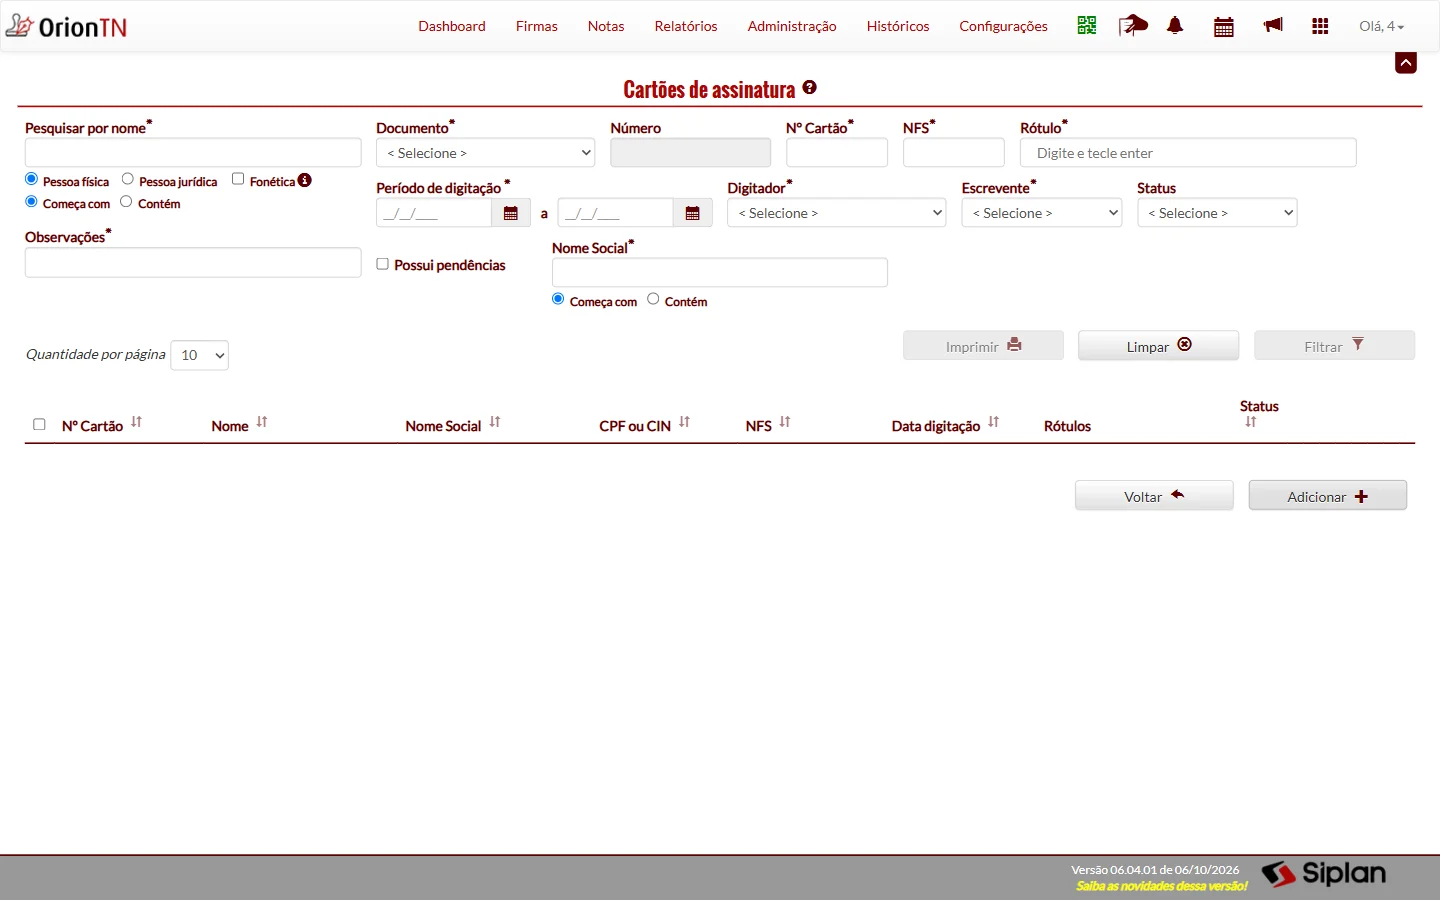 OrionTN
Dashboard Firmas Notas Relatórios Administração Históricos Configurações Olá, 4
Cartões de assinatura ?
Pesquisar por nome* Documento* Número Nº Cartão* NFS* Rótulo*
< Selecione > Digite e tecle enter
Pessoa física Pessoa jurídica Fonética i
Começa com Contém
Período de digitação * Digitador* Escrevente* Status
__/__/____ a __/__/____ < Selecione > < Selecione > < Selecione >
Observações* Possui pendências Nome Social*
Começa com Contém
Quantidade por página 10 Imprimir Limpar Filtrar
Nº Cartão Nome Nome Social CPF ou CIN NFS Data digitação Rótulos Status
Voltar Adicionar
Versão 06.04.01 de 06/10/2026
Saiba as novidades dessa versão!
Siplan